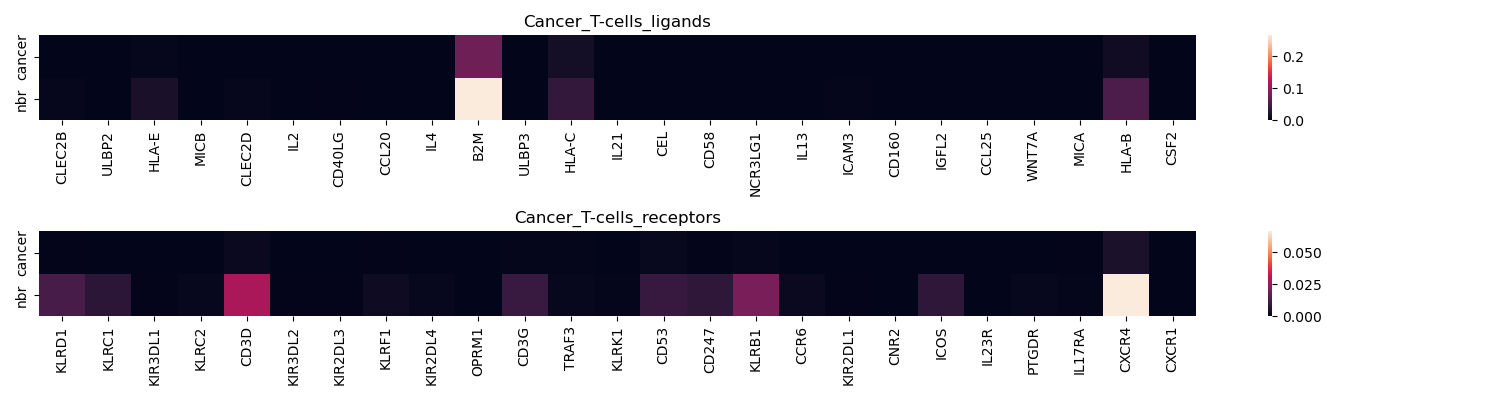 Cancer_T-cells_ligands
cancer
nbr
0.2
0.1
0.0
CLEC2B
ULBP2
HLA-E
MICB
CLEC2D
IL2
CD40LG
CCL20
IL4
B2M
ULBP3
HLA-C
IL21
CEL
CD58
NCR3LG1
IL13
ICAM3
CD160
IGFL2
CCL25
WNT7A
MICA
HLA-B
CSF2
Cancer_T-cells_receptors
cancer
nbr
0.050
0.025
0.000
KLRD1
KLRC1
KIR3DL1
KLRC2
CD3D
KIR3DL2
KIR2DL3
KLRF1
KIR2DL4
OPRM1
CD3G
TRAF3
KLRK1
CD53
CD247
KLRB1
CCR6
KIR2DL1
CNR2
ICOS
IL23R
PTGDR
IL17RA
CXCR4
CXCR1